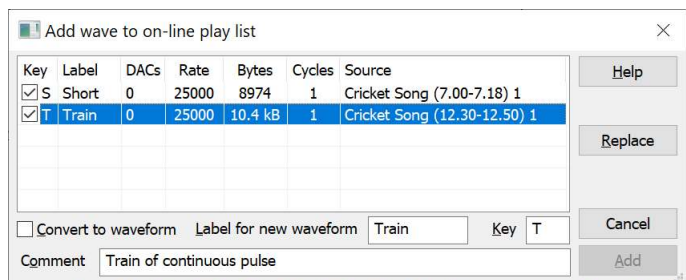 Add wave to on-line play list
Key Label DACs Rate Bytes Cycles Source
S Short 0 25000 8974 1 Cricket Song (7.00-7.18) 1
T Train 0 25000 10.4 kB 1 Cricket Song (12.30-12.50) 1
Help
Replace
Convert to waveform Label for new waveform Train Key T
Cancel
Comment Train of continuous pulse
Add